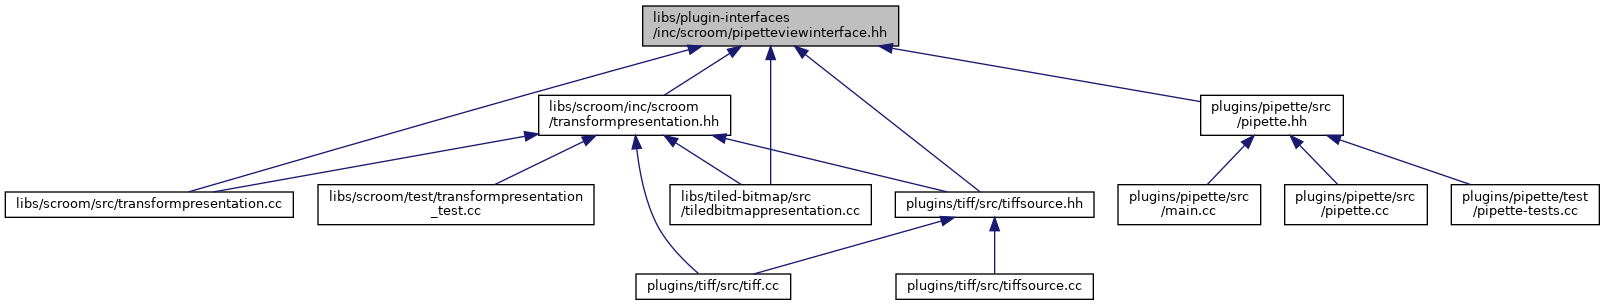 libs/plugin-interfaces
/inc/scroom/pipetteviewinterface.hh
libs/scroom/inc/scroom
/transformpresentation.hh
plugins/pipette/src
/pipette.hh
libs/scroom/src/transformpresentation.cc
libs/scroom/test/transformpresentation
_test.cc
libs/tiled-bitmap/src
/tiledbitmappresentation.cc
plugins/tiff/src/tiffsource.hh
plugins/pipette/src
/main.cc
plugins/pipette/src
/pipette.cc
plugins/pipette/test
/pipette-tests.cc
plugins/tiff/src/tiff.cc
plugins/tiff/src/tiffsource.cc